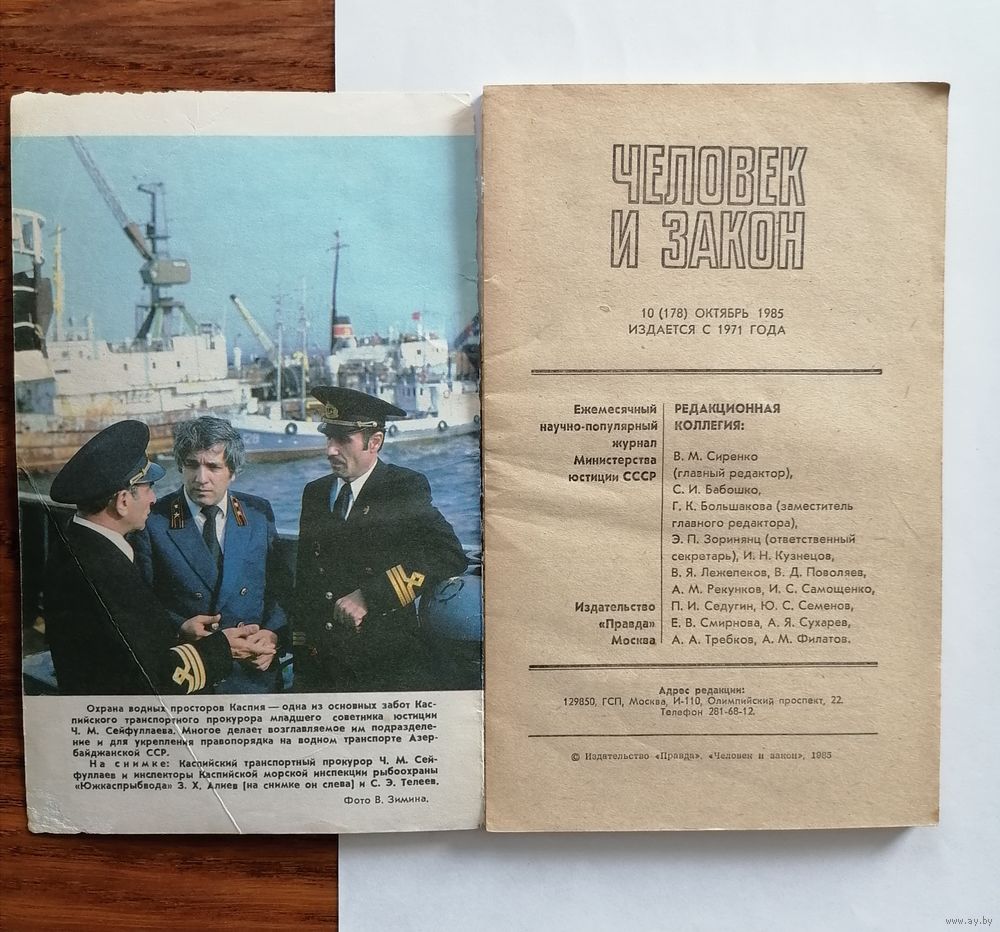 Охрана водных просторов Каспия — одна из основных забот Кас-
пийского транспортного прокурора младшего советника юстиции
Ч. М. Сейфуллаева. Многое делает возглавляемое им подразделе-
ние и для укрепления правопорядка на водном транспорте Азер-
байджанской ССР.
На снимке: Каспийский транспортный прокурор Ч. М. Сей-
фуллаев и инспекторы Каспийской морской инспекции рыбоохраны
«Южкаспрыбвода» З. Х. Алиев (на снимке он слева) и С. Э. Телеев.
Фото В. Зимина.
ЧЕЛОВЕК
И ЗАКОН
10 (178) ОКТЯБРЬ 1985
ИЗДАЕТСЯ С 1971 ГОДА
Ежемесячный
научно-популярный
журнал
Министерства
юстиции СССР
Издательство
«Правда»
Москва
РЕДАКЦИОННАЯ
КОЛЛЕГИЯ:
В. М. Сиренко
(главный редактор),
С. И. Бабошко,
Г. К. Большакова (заместитель
главного редактора),
Э. П. Зоринянц (ответственный
секретарь), И. Н. Кузнецов,
В. Я. Лежепеков, В. Д. Поволяев,
А. М. Рекунков, И. С. Самощенко,
П. И. Седугин, Ю. С. Семенов,
Е. В. Смирнова, А. Я. Сухарев,
А. А. Требков, А. М. Филатов.
Адрес редакции:
129850, ГСП, Москва, И-110, Олимпийский проспект, 22.
Телефон 281-68-12.
© Издательство «Правда». «Человек и закон», 1985
www.ay.by